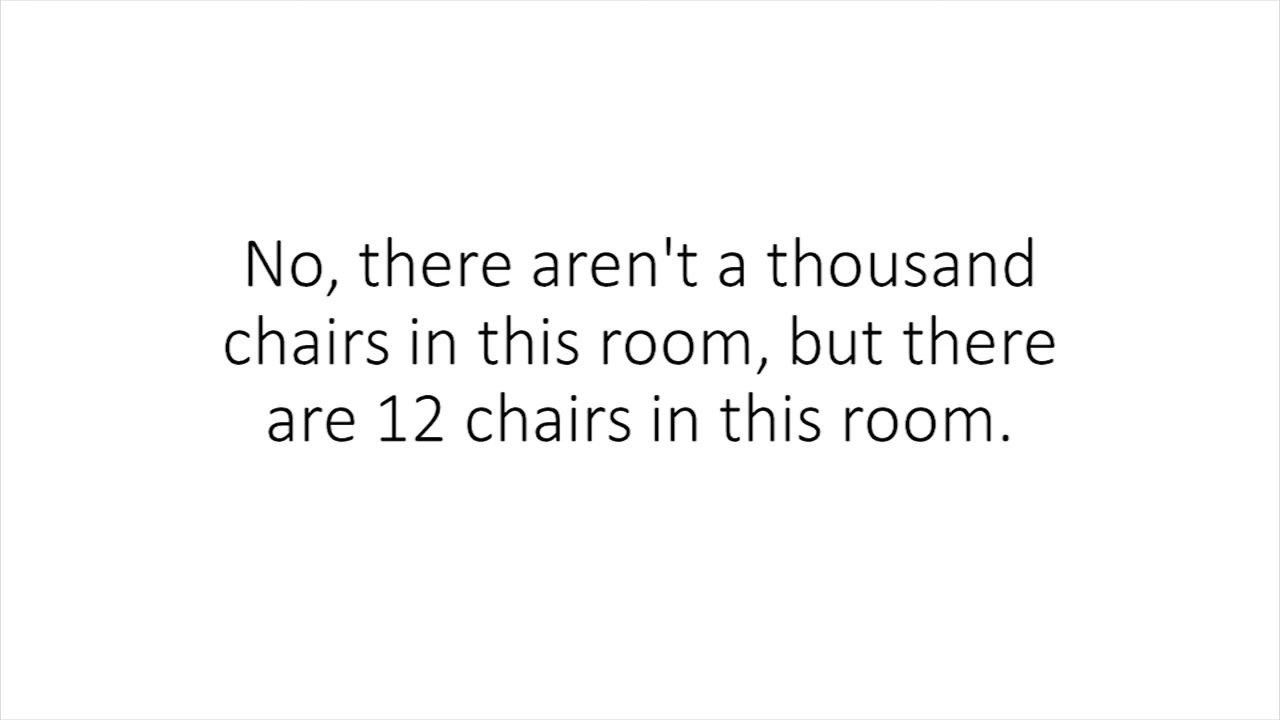 No, there aren't a thousand
chairs in this room, but there
are 12 chairs in this room.